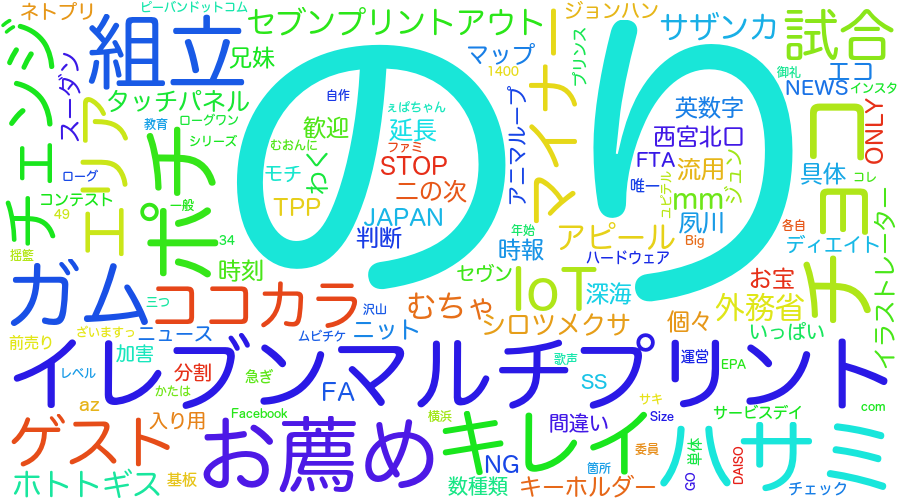 ネトプリ
ピーバンドットコム
セブンプリントアウト
ジョンハン
サザンカ
試合
チェンジ
組立
兄妹
のり
マップ
1400
マイナー
プリンス
御礼
エコ
NEWS
インスタ
スーダン
エリア
タッチパネル
自作
ぇぱちゃん
アニマルループ
英数字
チョコ
ONLY
教育
ローグワン
シリーズ
ポチ
歓迎
延長
西宮北口
むおんに
ファミ
わく
STOP
FTA
流用
ジュン
具体
コレ
ローグ
モチ
二の次
唯一
ユピテル
mm
コンテスト
一般
TPP
JAPAN
夙川
49
34
判断
年始
アピール
Big
各自
ディエイト
イラストレーター
揺籃
時刻
時報
ハードウェア
セヴン
IoT
深海
お宝
ガム
三つ
ココカラ
沢山
むちゃ
外務省
ざいますっ
前売り
ニュース
ムビチケ
ニット
シロツメクサ
個々
いっぱい
加害
イレブンマルチプリント
レベル
分割
急ぎ
歌声
運営
EPA
かたは
FA
SS
az
入り用
Facebook
横浜
サキ
間違い
Size
サービスデイ
com
ゲスト
お薦め
キレイ
ハサミ
委員
単体
DAISO
ホトトギス
基板
NG
箇所
数種類
キーホルダー
GO
チェック